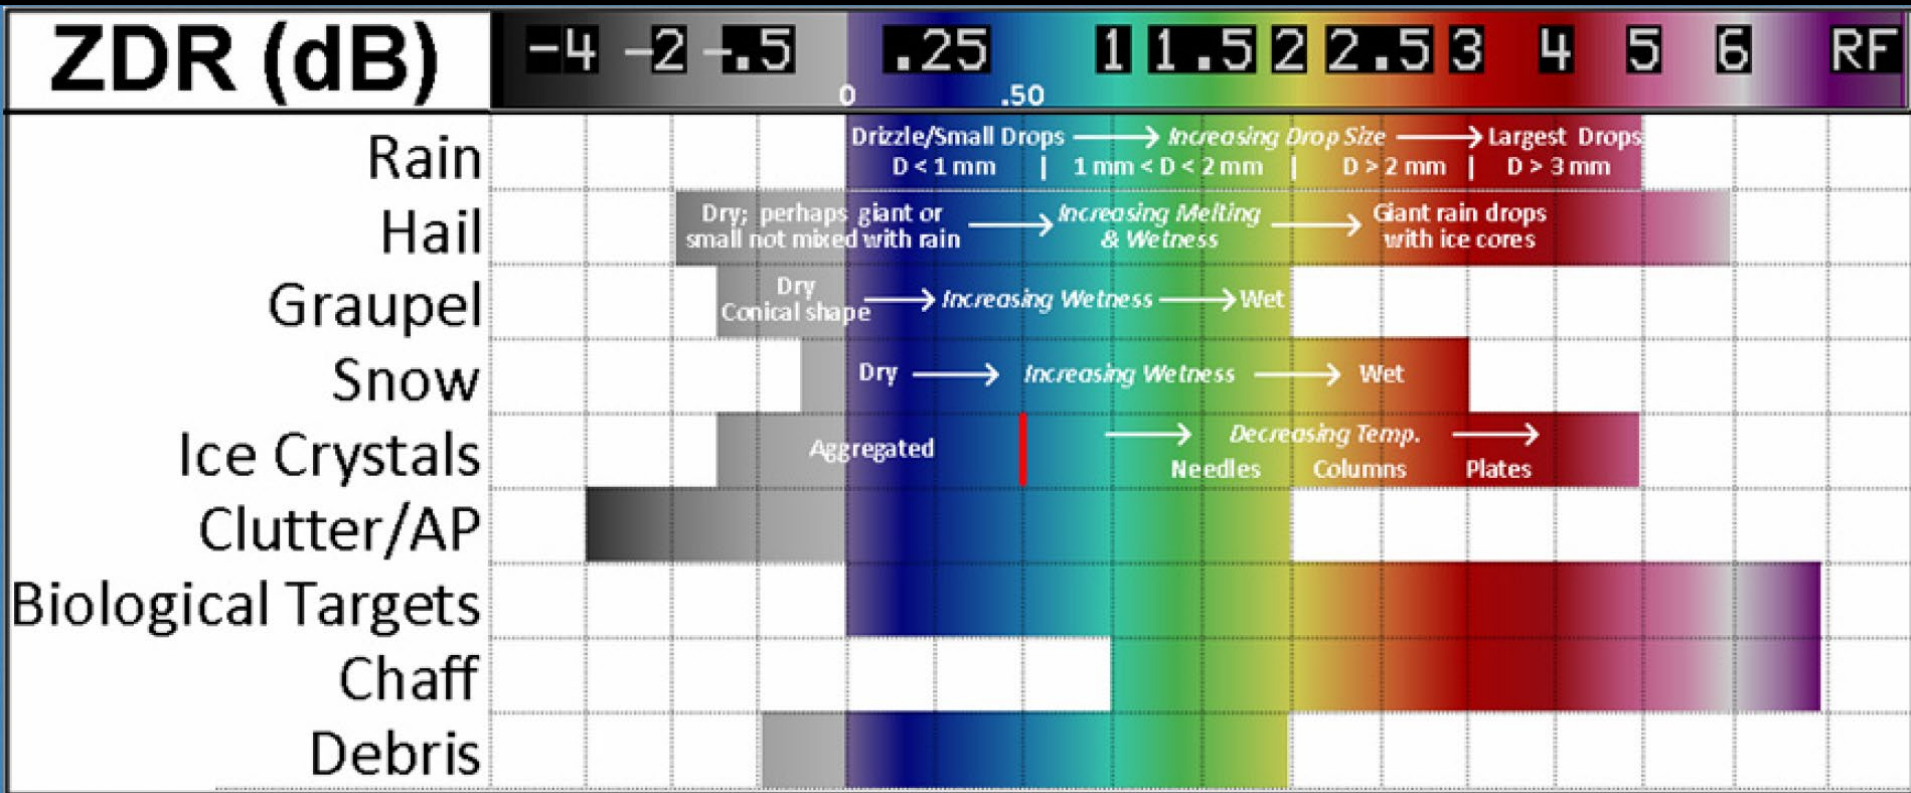 ZDR (dB) -4 -2 -.5 .25 1 1.5 2 2.5 3 4 5 6 RF
0 .50
Rain
Drizzle/Small Drops Increasing Drop Size Largest Drops
D < 1 mm | 1 mm < D < 2 mm | D > 2 mm | D > 3 mm
Hail
Dry; perhaps giant or
small not mixed with rain
Increasing Melting
& Wetness
Giant rain drops
with ice cores
Graupel
Dry
Conical shape
Increasing Wetness Wet
Snow
Dry Increasing Wetness Wet
Ice Crystals
Aggregated
Decreasing Temp.
Needles Columns Plates
Clutter/AP
Biological Targets
Chaff
Debris